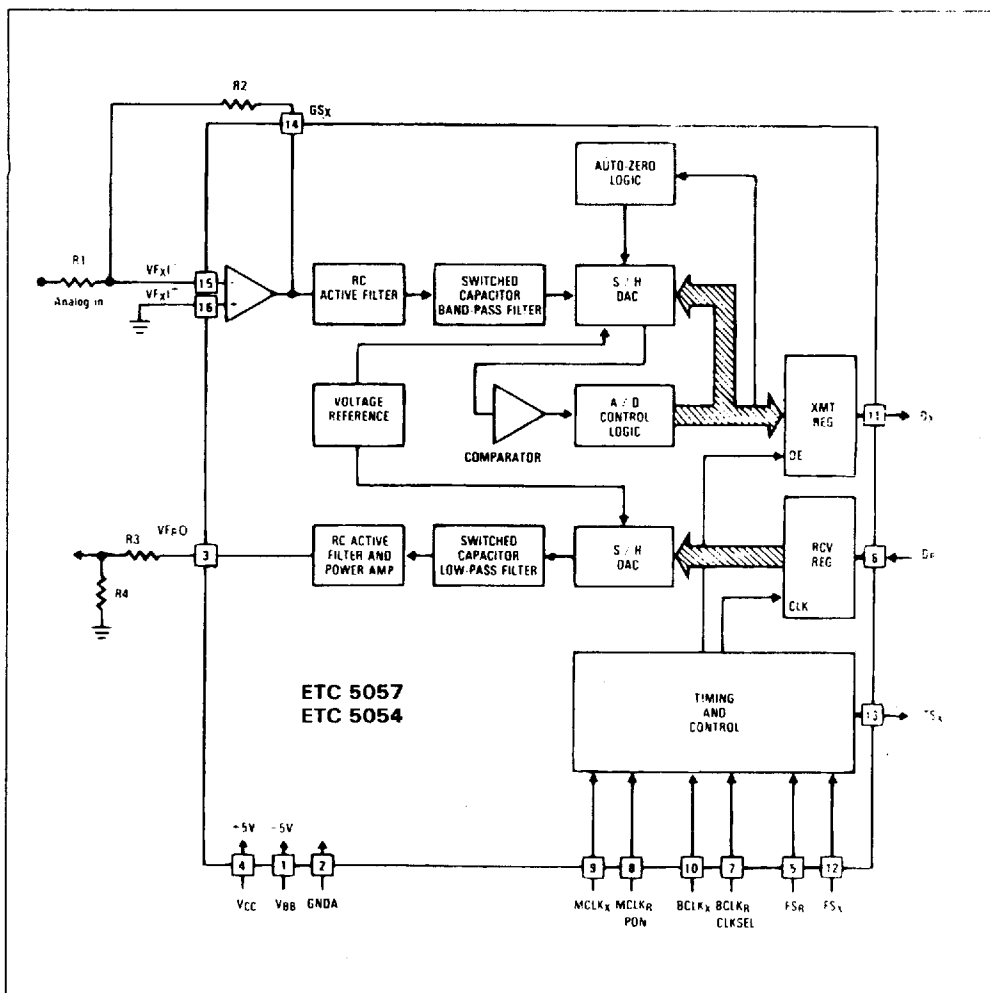 R2
GSX
14
AUTO-ZERO
LOGIC
R1
VFXI-
15
-
RC
ACTIVE FILTER
SWITCHED
CAPACITOR
BAND-PASS FILTER
S / H
DAC
Analog in
16
+
VOLTAGE
REFERENCE
COMPARATOR
A / D
CONTROL
LOGIC
XMT
REG
11
OE
R3
3
RC ACTIVE
FILTER AND
POWER AMP
SWITCHED
CAPACITOR
LOW-PASS FILTER
S / H
DAC
RCV
REG
6
R4
CLK
ETC 5057
ETC 5054
TIMING
AND
CONTROL
13
+5V
-5V
4
1
2
9
8
10
7
5
12
VCC
VBB
GNDA
MCLKX
MCLKR
PDN
BCLKX
BCLKR
CLKSEL
FSR
FSX